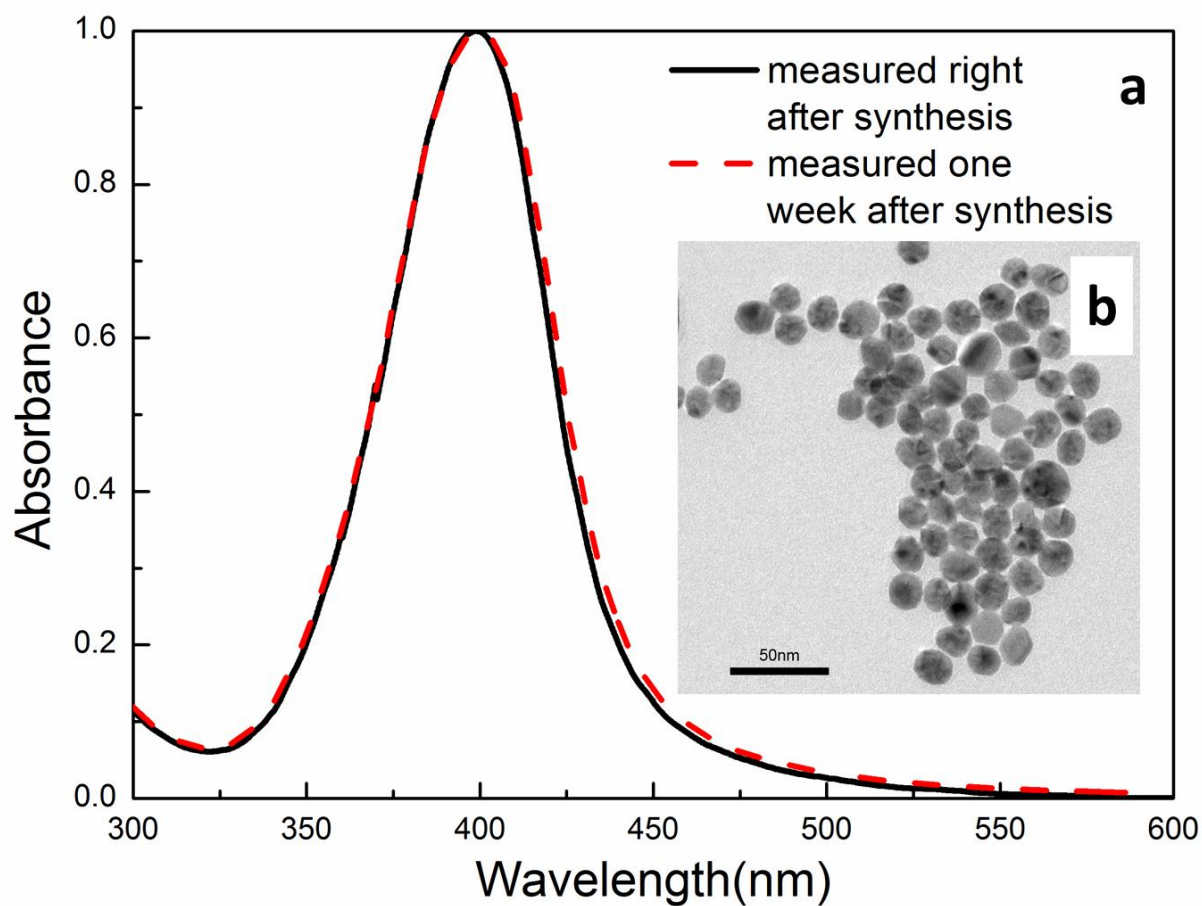 1.0
0.8
0.6
0.4
0.2
0.0
Absorbance
measured right
after synthesis
measured one
week after synthesis
a
b
50nm
300
350
400
450
500
550
600
Wavelength(nm)